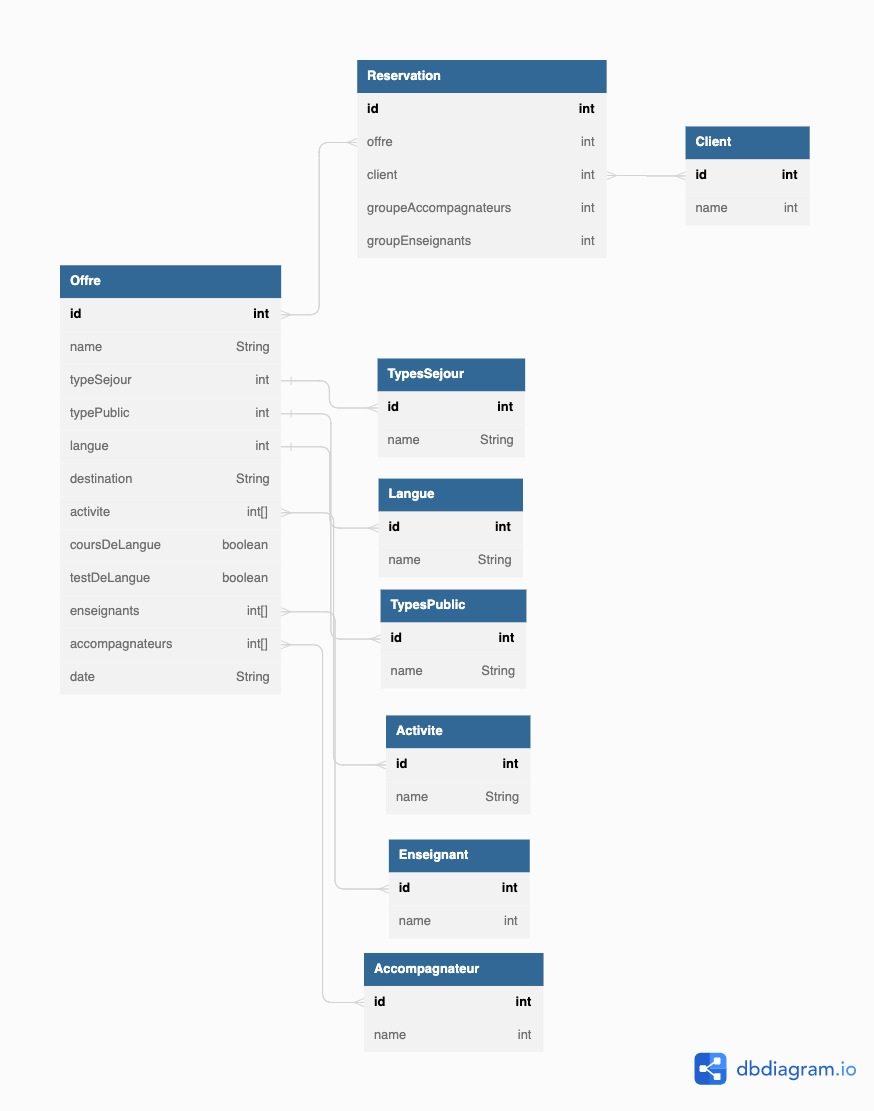 Reservation
id int
offre int
client int
groupeAccompagnateurs int
groupEnseignants int
Client
id int
name int
Offre
id int
name String
typeSejour int
typePublic int
langue int
destination String
activite int[]
coursDeLangue boolean
testDeLangue boolean
enseignants int[]
accompagnateurs int[]
date String
TypesSejour
id int
name String
Langue
id int
name String
TypesPublic
id int
name String
Activite
id int
name String
Enseignant
id int
name int
Accompagnateur
id int
name int
dbdiagram.io